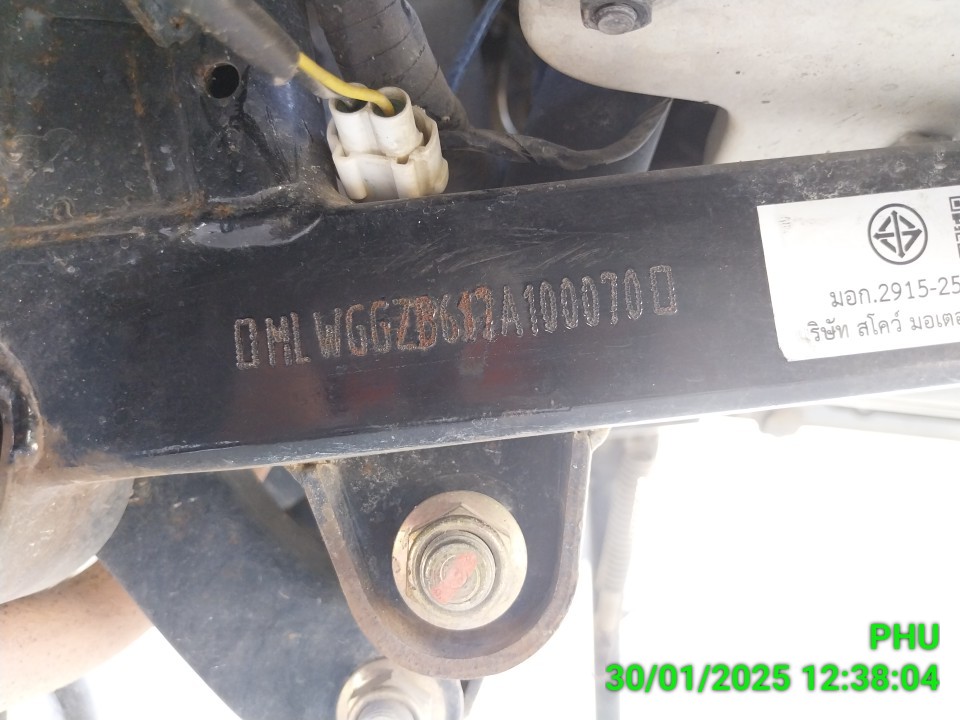 ▯MLWGGZB617A100070▯
มอก.2915-25
ริษัท สโคว์ มอเตอ
PHU
30/01/2025 12:38:04